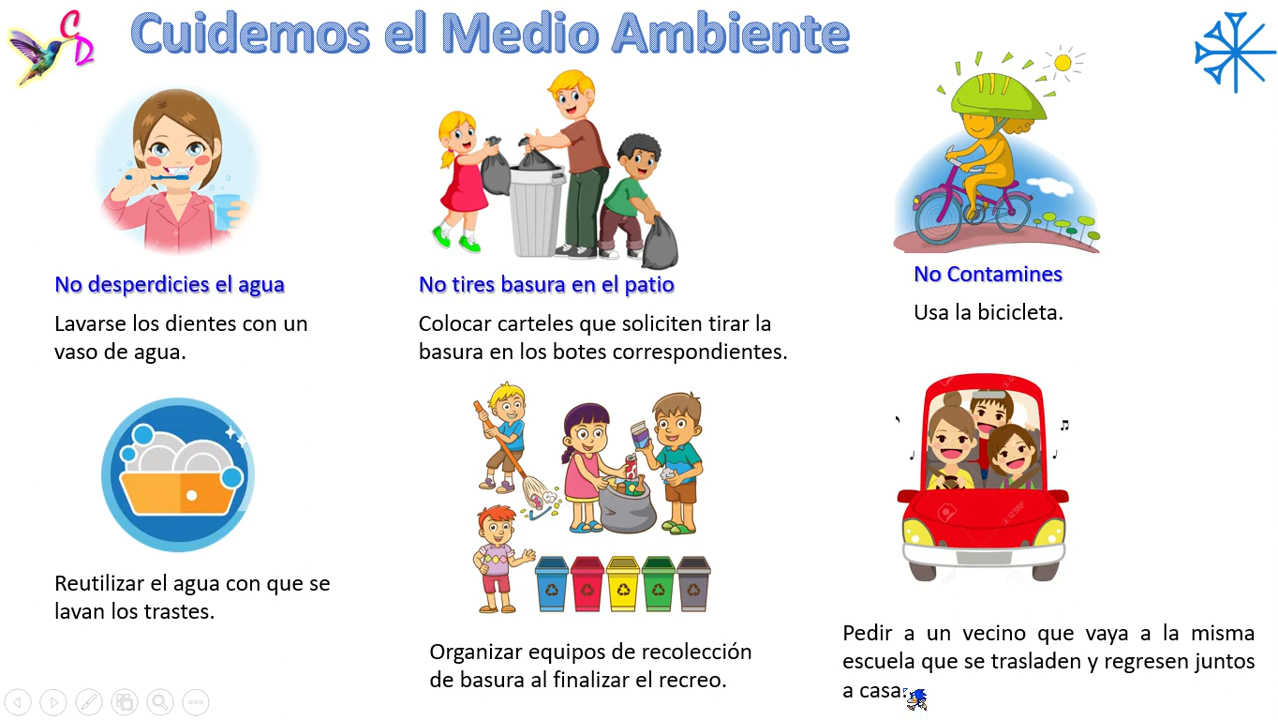 CD
Cuidemos el Medio Ambiente
No desperdicies el agua
Lavarse los dientes con un
vaso de agua.
No tires basura en el patio
Colocar carteles que soliciten tirar la
basura en los botes correspondientes.
No Contamines
Usa la bicicleta.
Reutilizar el agua con que se
lavan los trastes.
Organizar equipos de recolección
de basura al finalizar el recreo.
Pedir a un vecino que vaya a la misma
escuela que se trasladen y regresen juntos
a casa.